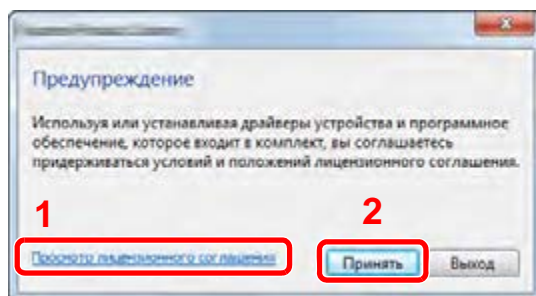 Предупреждение
Используя или устанавливая драйверы устройства и программное
обеспечение, которое входит в комплект, вы соглашаетесь
придерживаться условий и положений лицензионного соглашения.
1
2
Просмотр лицензионного соглашения
Принять
Выход